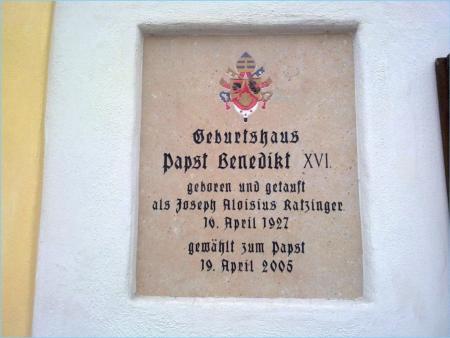 Geburtshaus
Papst Benedikt XVI.
geboren und getauft
als Joseph Aloisius Ratzinger
16. April 1927
gewählt zum Papst
19. April 2005